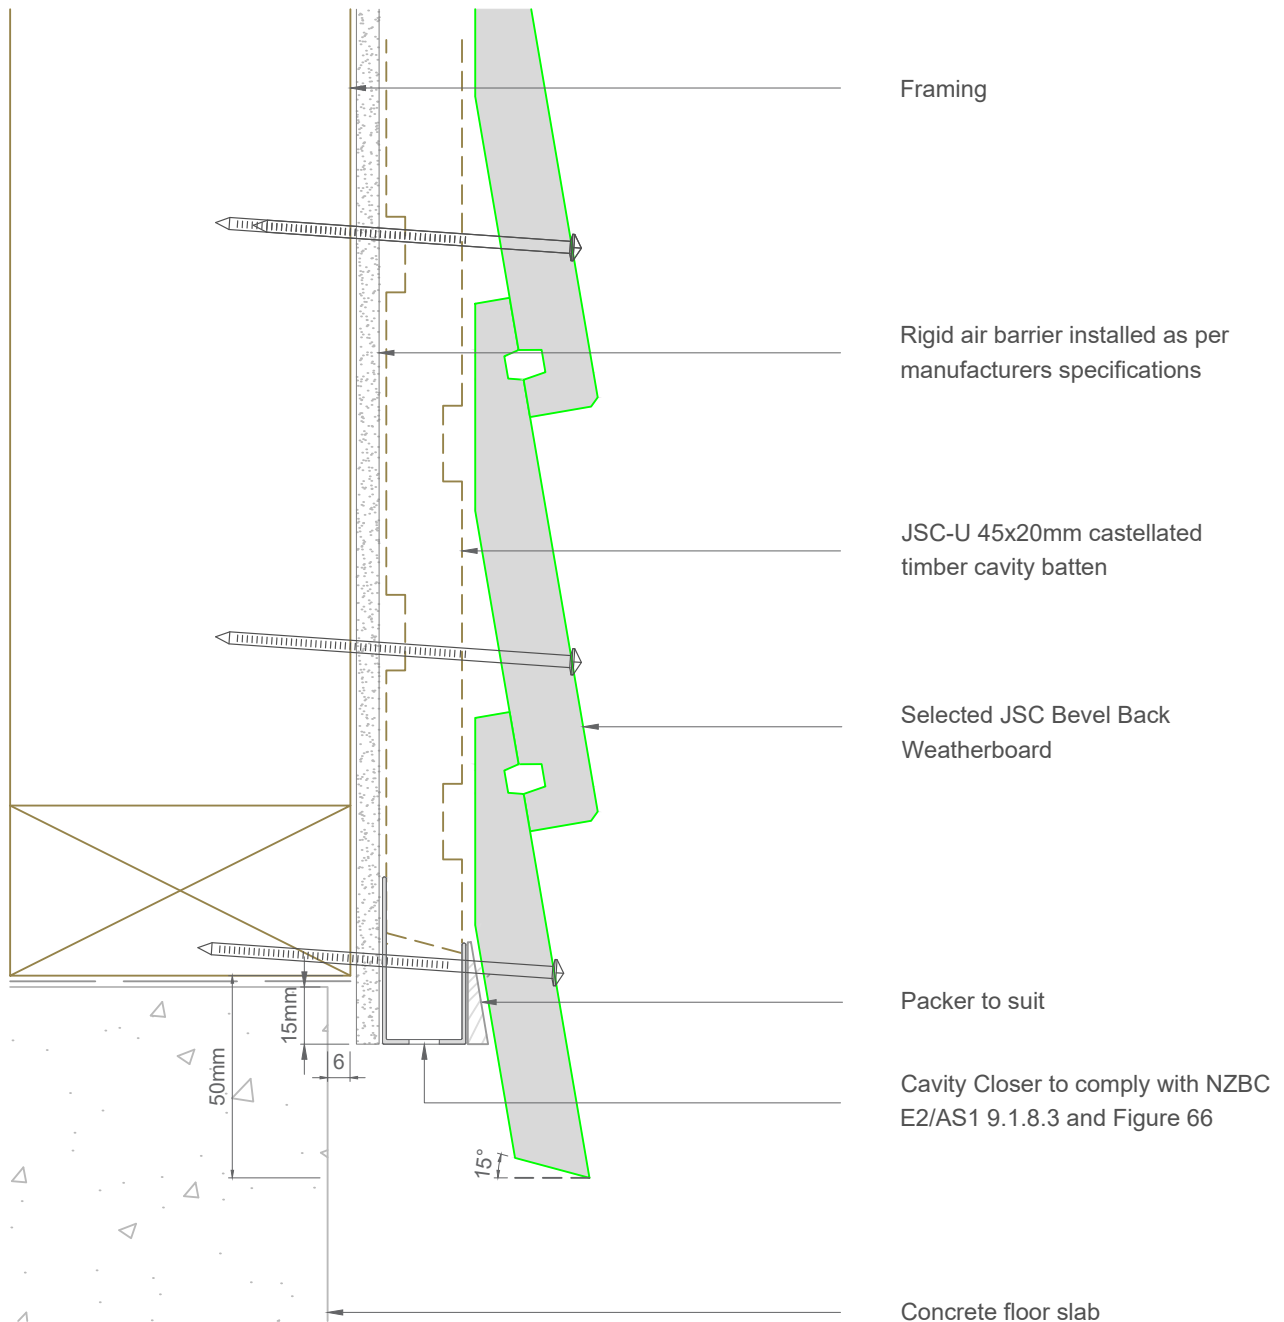 Framing
Rigid air barrier installed as per
manufacturers specifications
JSC-U 45x20mm castellated
timber cavity batten
Selected JSC Bevel Back
Weatherboard
Packer to suit
15mm
6
50mm
Cavity Closer to comply with NZBC
E2/AS1 9.1.8.3 and Figure 66
15°
Concrete floor slab